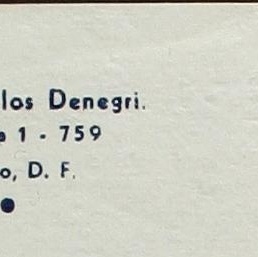 los Denegri.
a 1 - 759
o, D. F.